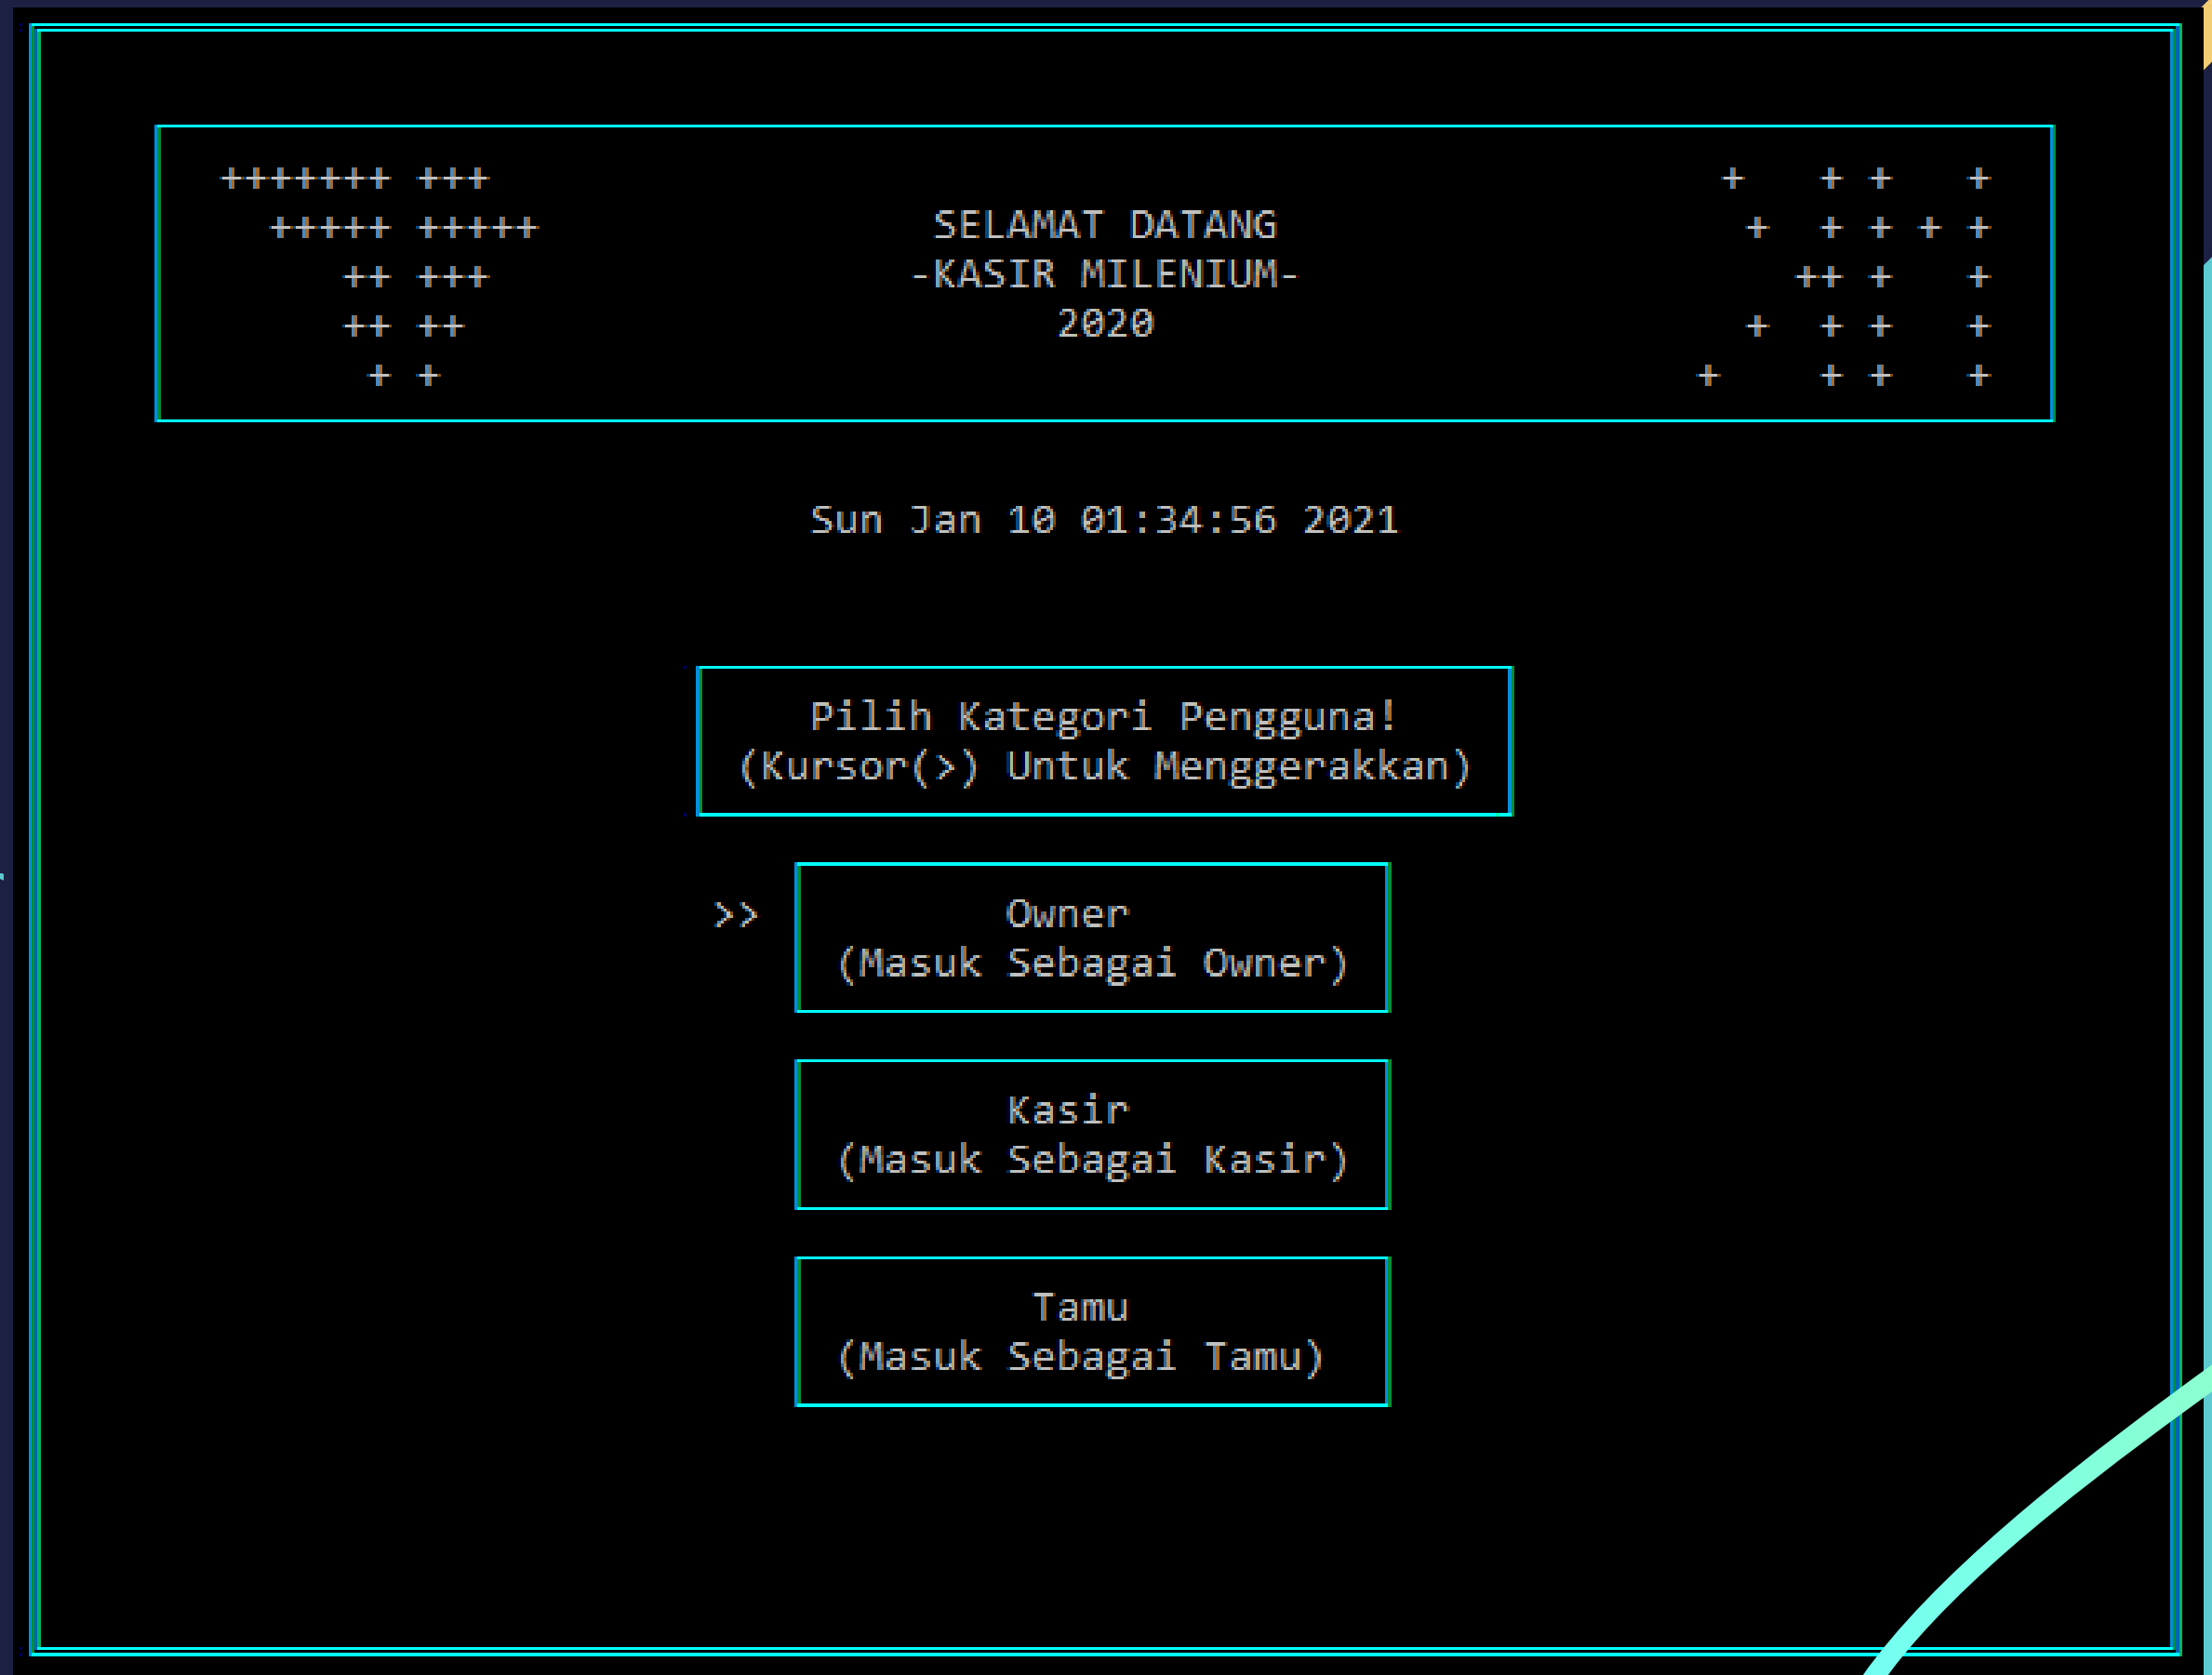 +++++++ +++ + + + +
+++++ +++++ SELAMAT DATANG + + + + +
++ +++ -KASIR MILENIUM- ++ + +
++ ++ 2020 + + + +
+ + + + + +
Sun Jan 10 01:34:56 2021
Pilih Kategori Pengguna!
(Kursor(>) Untuk Menggerakkan)
>> Owner
(Masuk Sebagai Owner)
Kasir
(Masuk Sebagai Kasir)
Tamu
(Masuk Sebagai Tamu)